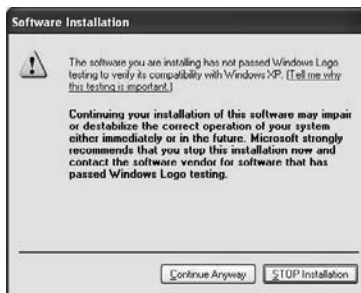 Software Installation
The software you are installing has not passed Windows Logo
testing to verify its compatibility with Windows XP. (Tell me why
this testing is important.)
Continuing your installation of this software may impair
or destabilize the correct operation of your system
either immediately or in the future. Microsoft strongly
recommends that you stop this installation now and
contact the software vendor for software that has
passed Windows Logo testing.
Continue Anyway
STOP Installation